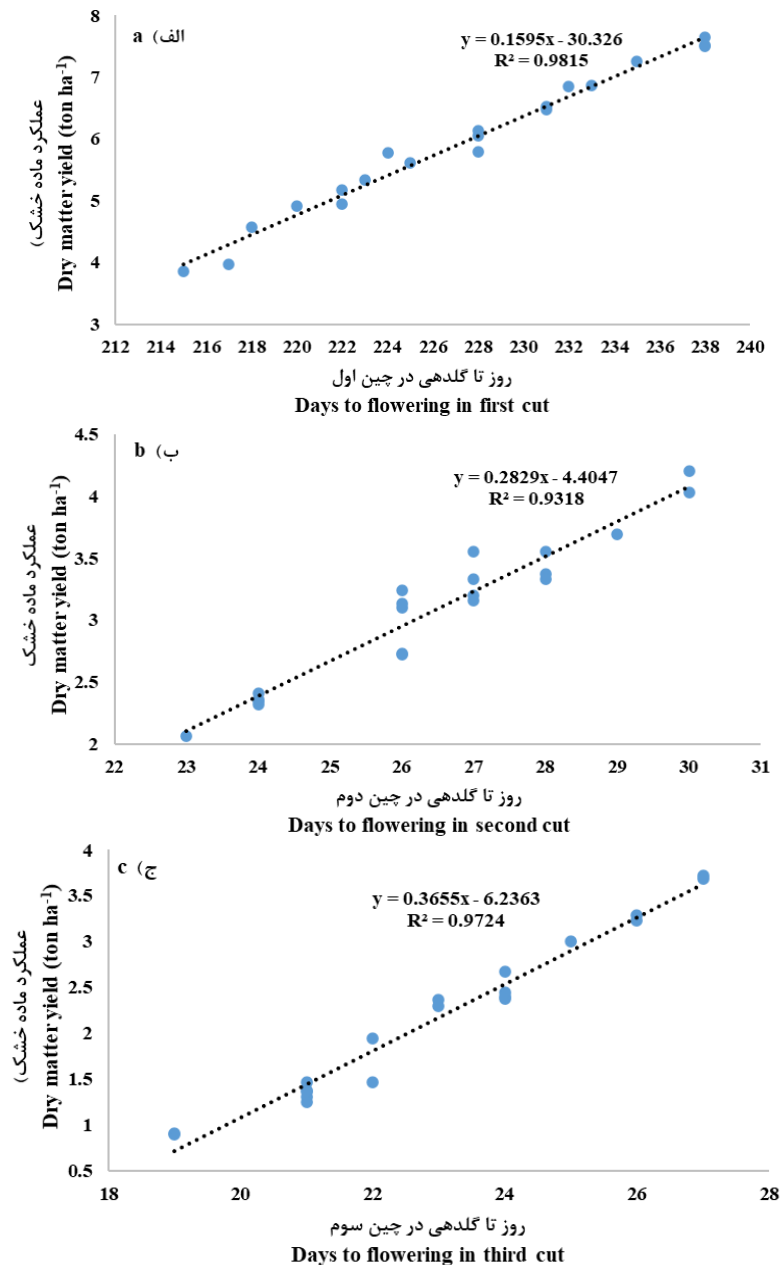 a (الف
y = 0.1595x - 30.326
R² = 0.9815
عملکرد ماده خشک)
Dry matter yield (ton ha⁻¹)
8
7
6
5
4
3
212 214 216 218 220 222 224 226 228 230 232 234 236 238 240
روز تا گلدهی در چین اول
Days to flowering in first cut
b (ب
y = 0.2829x - 4.4047
R² = 0.9318
عملکرد ماده خشک
Dry matter yield (ton ha⁻¹)
4.5
4
3.5
3
2.5
2
22 23 24 25 26 27 28 29 30 31
روز تا گلدهی در چین دوم
Days to flowering in second cut
c (ج
y = 0.3655x - 6.2363
R² = 0.9724
عملکرد ماده خشک)
Dry matter yield (ton ha⁻¹)
4
3.5
3
2.5
2
1.5
1
0.5
18 20 22 24 26 28
روز تا گلدهی در چین سوم
Days to flowering in third cut